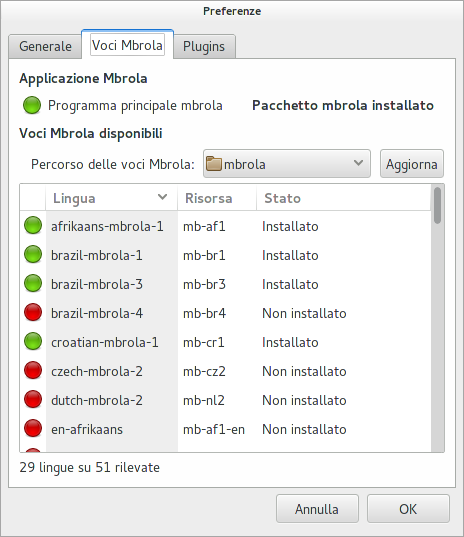 Preferenze
Generale Voci Mbrola Plugins
Applicazione Mbrola
Programma principale mbrola Pacchetto mbrola installato
Voci Mbrola disponibili
Percorso delle voci Mbrola: mbrola Aggiorna
Lingua Risorsa Stato
afrikaans-mbrola-1 mb-af1 Installato
brazil-mbrola-1 mb-br1 Installato
brazil-mbrola-3 mb-br3 Installato
brazil-mbrola-4 mb-br4 Non installato
croatian-mbrola-1 mb-cr1 Installato
czech-mbrola-2 mb-cz2 Non installato
dutch-mbrola-2 mb-nl2 Non installato
en-afrikaans mb-af1-en Non installato
29 lingue su 51 rilevate
Annulla OK